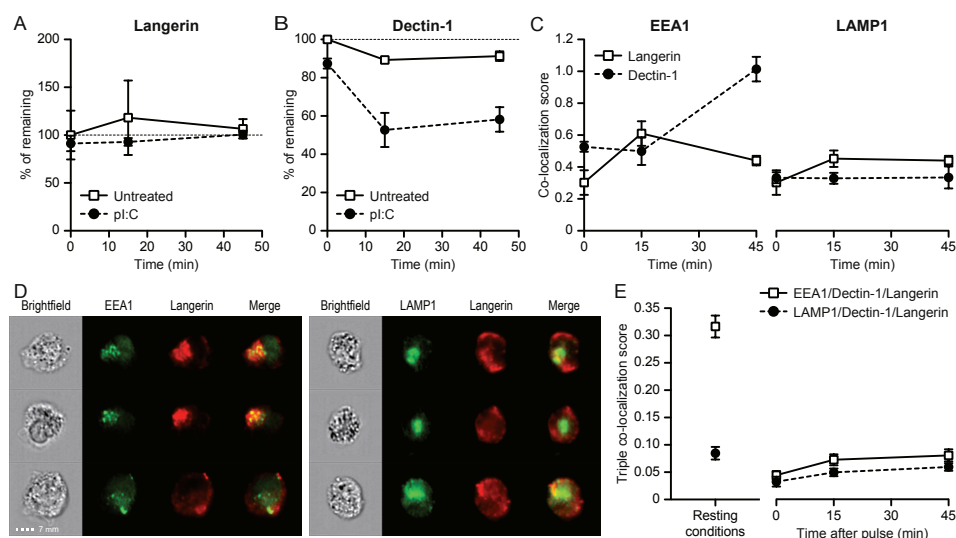 A
Langerin
200
150
100
50
0
% of remaining
Untreated
pI:C
0 10 20 30 40 50
Time (min)
B
Dectin-1
100
80
60
40
20
0
% of remaining
Untreated
pI:C
0 10 20 30 40 50
Time (min)
C
EEA1
LAMP1
1.2
1.0
0.8
0.6
0.4
0.2
0
Co-localization score
Langerin
Dectin-1
0 15 30 45
Time (min)
0 15 30 45
Time (min)
D
Brightfield EEA1 Langerin Merge
Brightfield LAMP1 Langerin Merge
7 mm
E
EEA1/Dectin-1/Langerin
LAMP1/Dectin-1/Langerin
0.35
0.30
0.25
0.20
0.15
0.10
0.05
0
Triple co-localization score
Resting
conditions
0 15 30 45
Time after pulse (min)